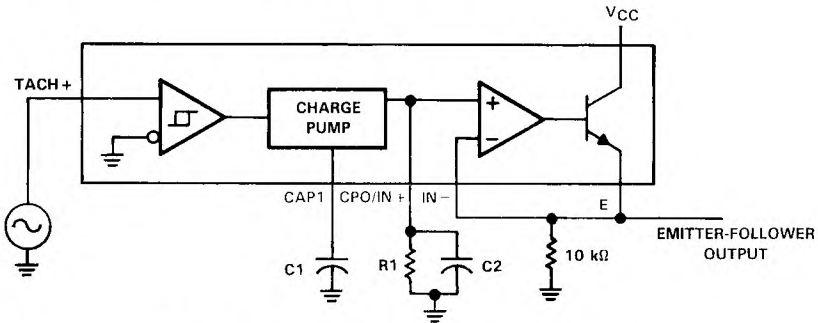 VCC
TACH +
CHARGE
PUMP
+
−
CAP1 CPO/IN + IN − E
C1 R1 C2 10 kΩ
EMITTER-FOLLOWER
OUTPUT